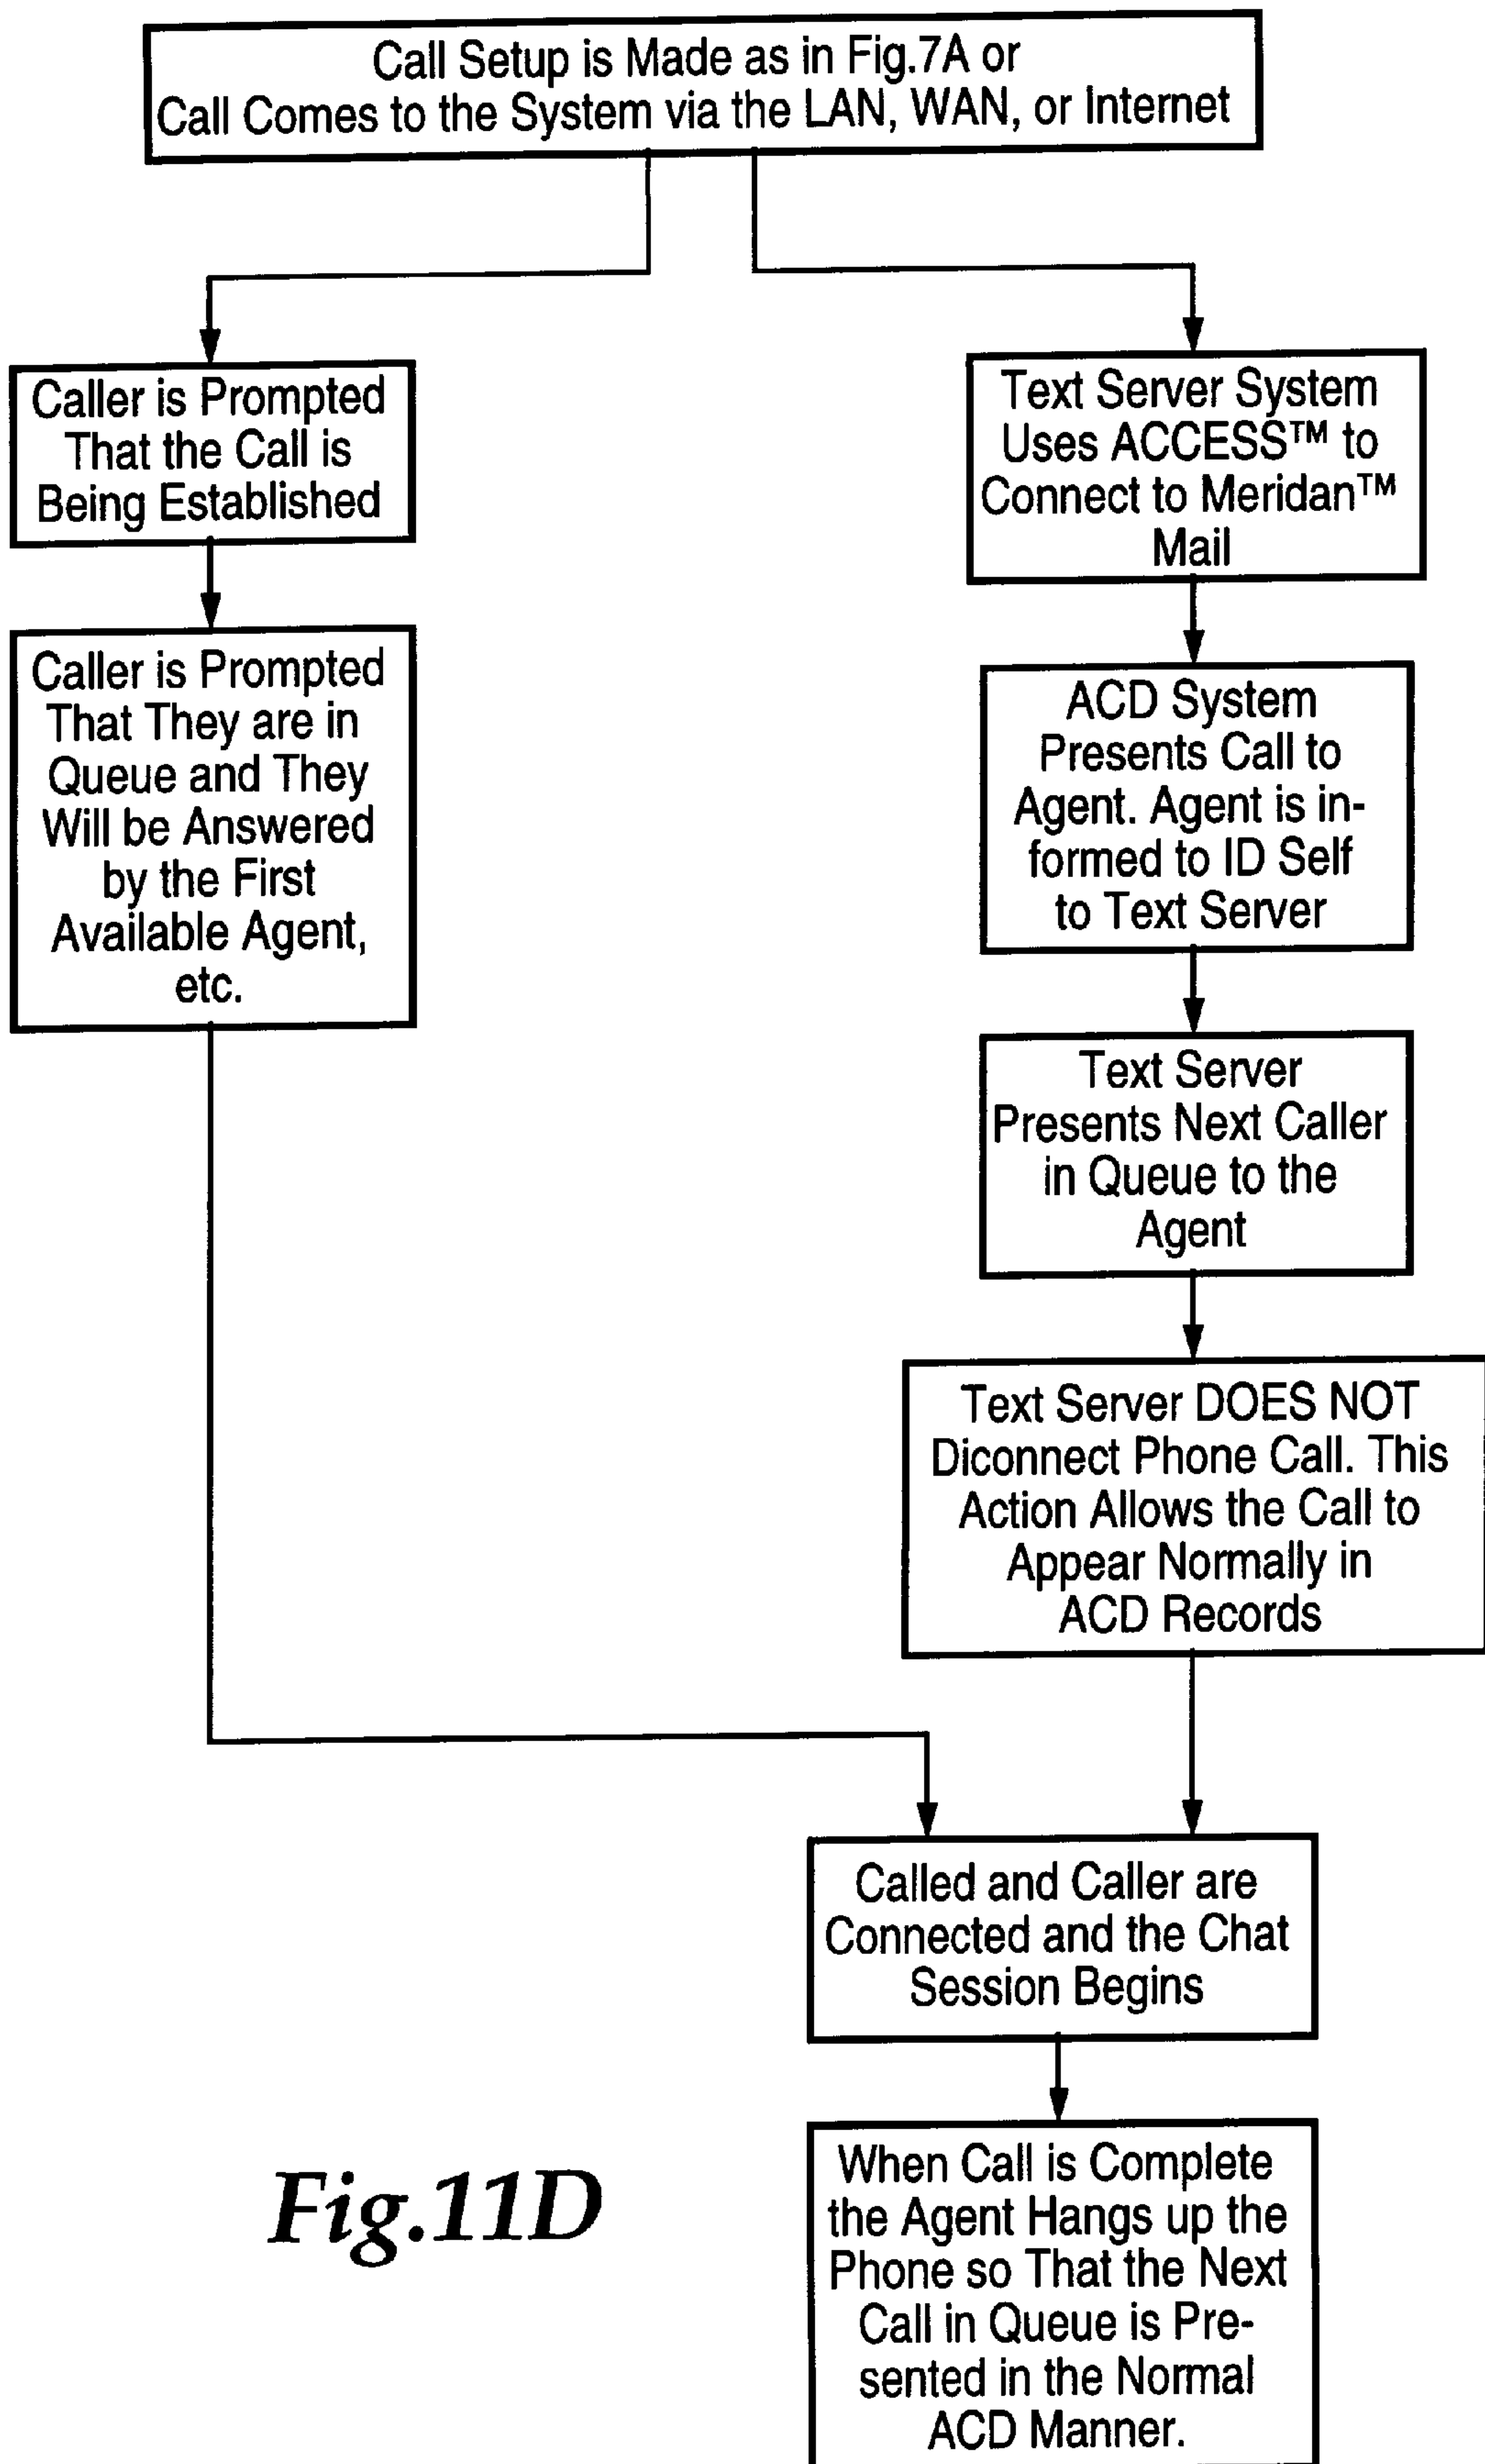 Call Setup is Made as in Fig.7A or
Call Comes to the System via the LAN, WAN, or Internet
Caller is Prompted
That the Call is
Being Established
Caller is Prompted
That They are in
Queue and They
Will be Answered
by the First
Available Agent,
etc.
Text Server System
Uses ACCESS™ to
Connect to Meridan™
Mail
ACD System
Presents Call to
Agent. Agent is in-
formed to ID Self
to Text Server
Text Server
Presents Next Caller
in Queue to the
Agent
Text Server DOES NOT
Diconnect Phone Call. This
Action Allows the Call to
Appear Normally in
ACD Records
Called and Caller are
Connected and the Chat
Session Begins
When Call is Complete
the Agent Hangs up the
Phone so That the Next
Call in Queue is Pre-
sented in the Normal
ACD Manner.
Fig.11D